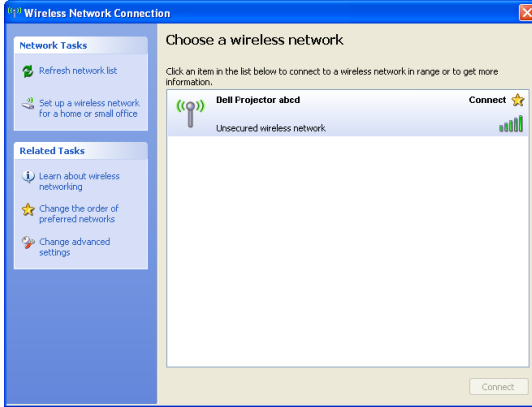 Wireless Network Connection
Network Tasks
Refresh network list
Set up a wireless network
for a home or small office
Related Tasks
Learn about wireless
networking
Change the order of
preferred networks
Change advanced
settings
Choose a wireless network
Click an item in the list below to connect to a wireless network in range or to get more
information.
Dell Projector abcd Connect
Unsecured wireless network
Connect